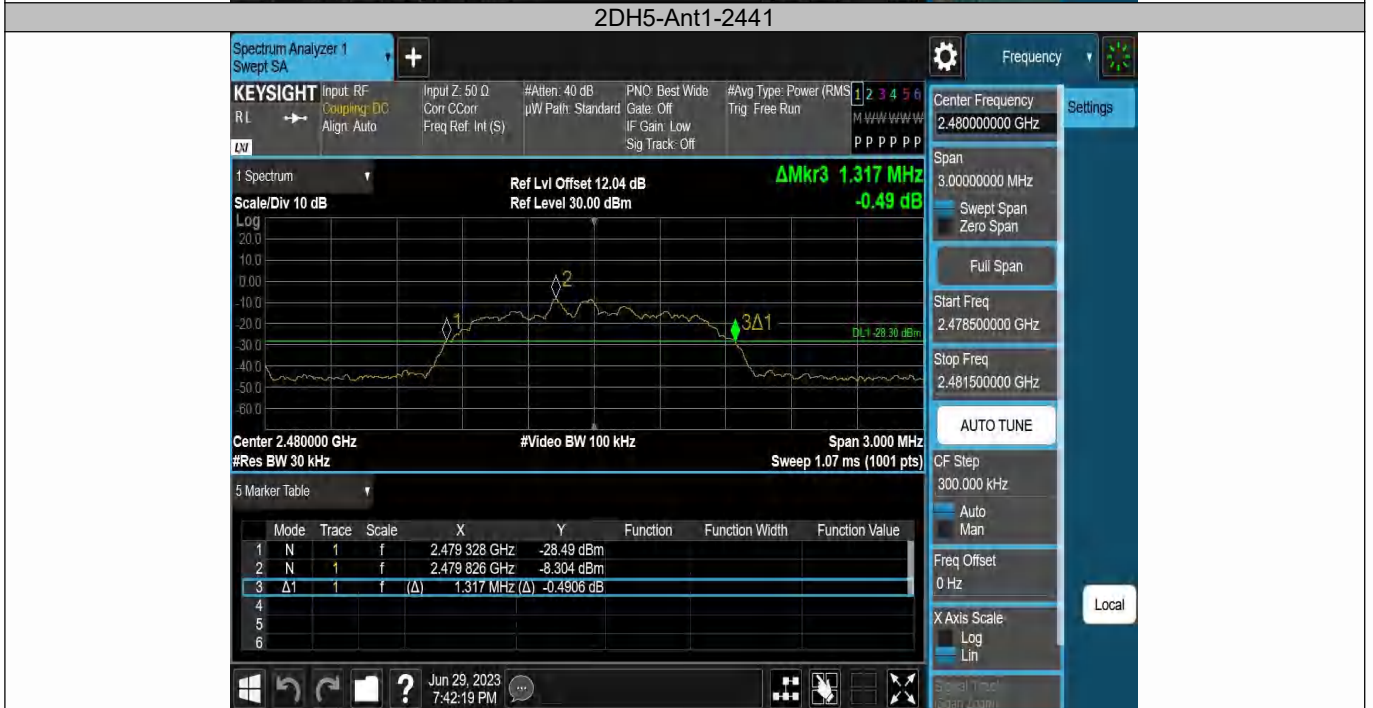 2DH5-Ant1-2441
Spectrum Analyzer 1
Swept SA
+
Frequency
KEYSIGHT
RL
LXI
Input: RF
Coupling: DC
Align: Auto
Input Z: 50 Ω
Corr CCorr
Freq Ref: Int (S)
#Atten: 40 dB
µW Path: Standard
PNO: Best Wide
Gate: Off
IF Gain: Low
Sig Track: Off
#Avg Type: Power (RMS
Trig: Free Run
1 2 3 4 5 6
M W W W W W
P P P P P P
Center Frequency
2.480000000 GHz
Settings
1 Spectrum
Scale/Div 10 dB
Ref Lvl Offset 12.04 dB
Ref Level 30.00 dBm
ΔMkr3 1.317 MHz
-0.49 dB
Span
3.00000000 MHz
Swept Span
Zero Span
Full Span
Start Freq
2.478500000 GHz
Stop Freq
2.481500000 GHz
AUTO TUNE
CF Step
300.000 kHz
Auto
Man
Freq Offset
0 Hz
X Axis Scale
Log
Lin
Signal Track
(Span Zoom)
Local
Log
20.0
10.0
0.00
-10.0
-20.0
-30.0
-40.0
-50.0
-60.0
1
2
3Δ1
DL1 -28.30 dBm
Center 2.480000 GHz
#Video BW 100 kHz
Span 3.000 MHz
#Res BW 30 kHz
Sweep 1.07 ms (1001 pts)
5 Marker Table
Mode Trace Scale X Y Function Function Width Function Value
1 N 1 f 2.479 328 GHz -28.49 dBm
2 N 1 f 2.479 826 GHz -8.304 dBm
3 Δ1 1 f (Δ) 1.317 MHz (Δ) -0.4906 dB
4
5
6
?
Jun 29, 2023
7:42:19 PM